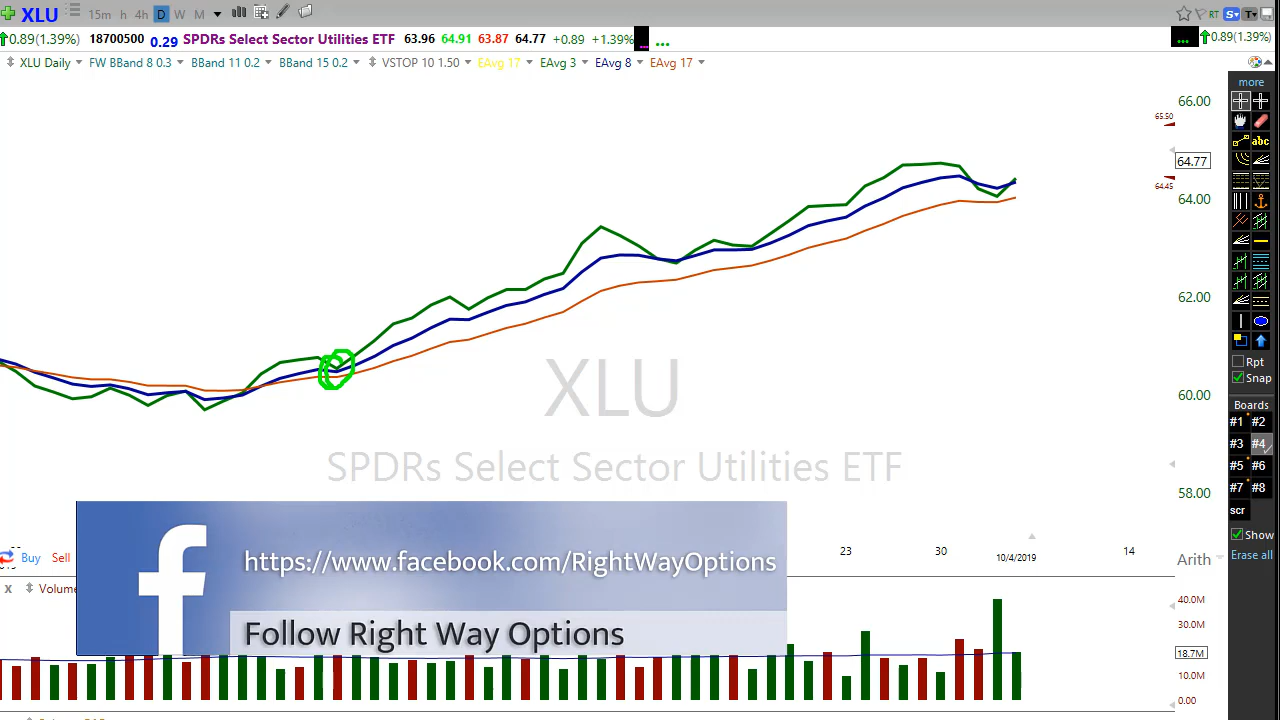 XLU 15m h 4h D W M RT S T
0.89(1.39%) 18700500 0.29 SPDRs Select Sector Utilities ETF 63.96 64.91 63.87 64.77 +0.89 +1.39% ... ... ... 0.89(1.39%)
XLU Daily FW BBand 8 0.3 BBand 11 0.2 BBand 15 0.2 VSTOP 10 1.50 EAvg 17 EAvg 3 EAvg 8 EAvg 17
more
66.00
65.50
abc
64.77
64.45
64.00
62.00
Rpt
Snap
60.00
XLU
SPDRs Select Sector Utilities ETF
58.00
Boards
#1 #2
#3 #4
#5 #6
#7 #8
scr
Show
Erase all
Buy Sell
23 30 10/4/2019 14
Arith
https://www.facebook.com/RightWayOptions
Follow Right Way Options
X Volume
40.0M
30.0M
18.7M
10.0M
0.00